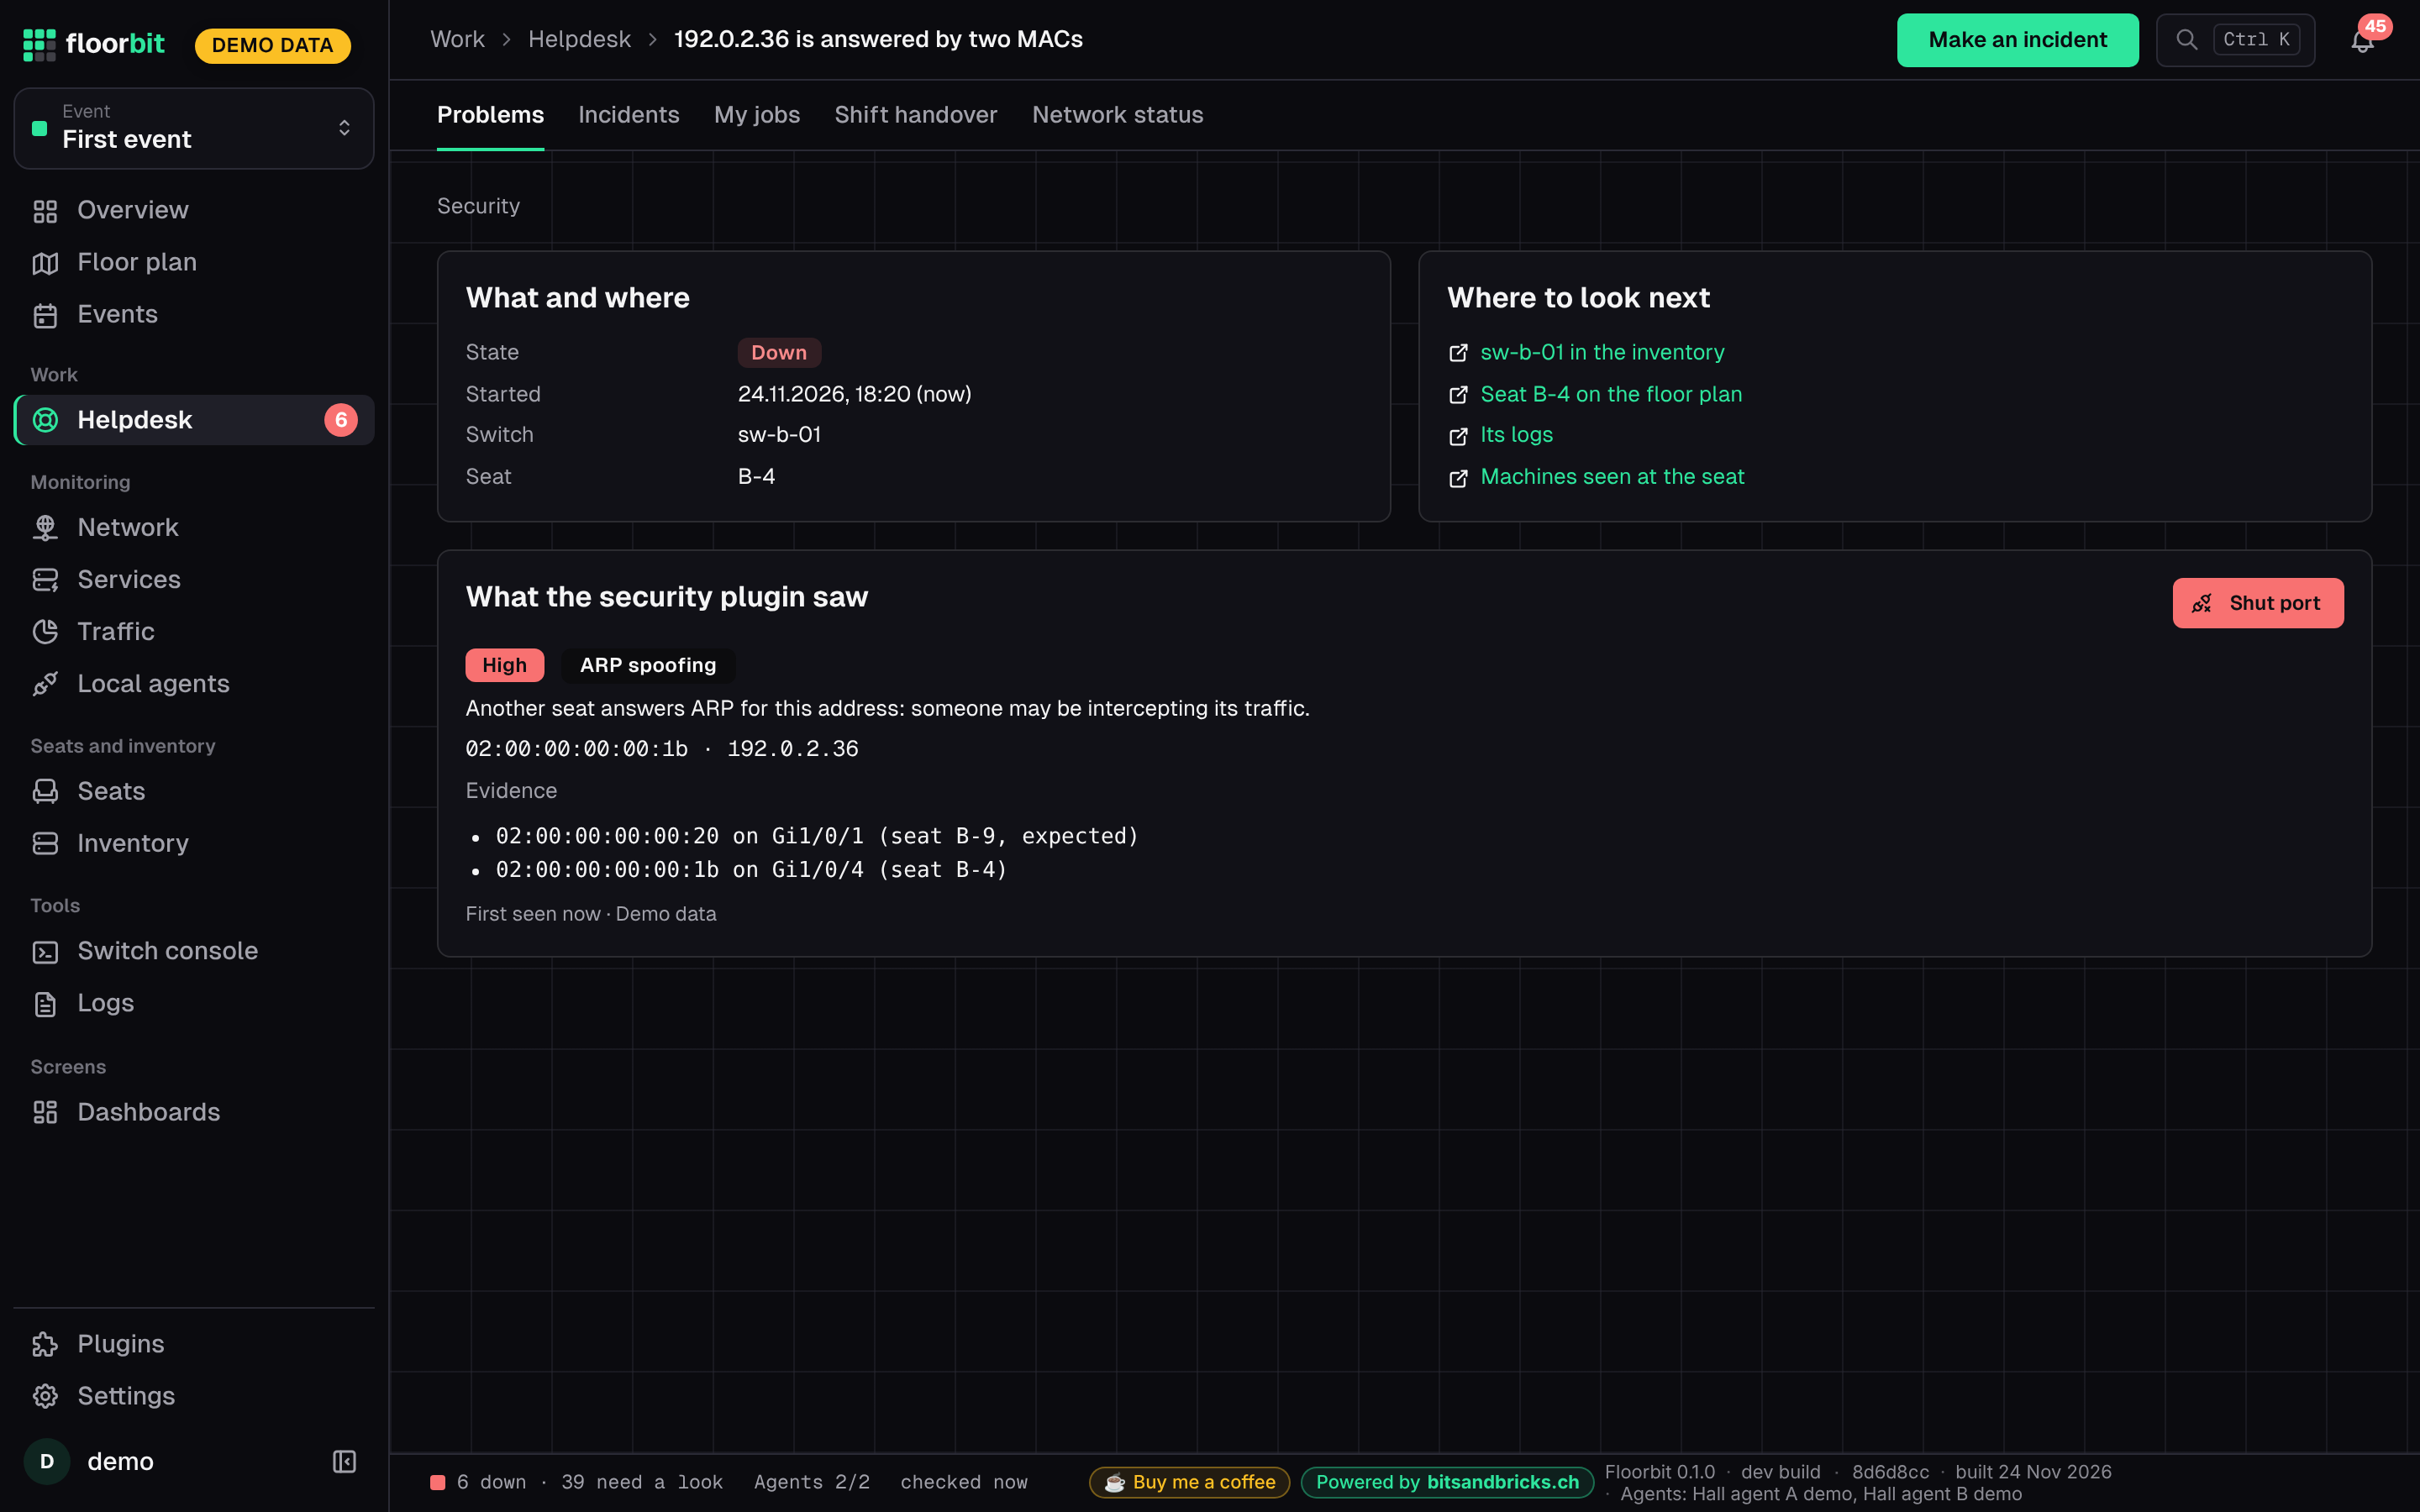 floorbit
DEMO DATA
Event
First event
Overview
Floor plan
Events
Work
Helpdesk 6
Monitoring
Network
Services
Traffic
Local agents
Seats and inventory
Seats
Inventory
Tools
Switch console
Logs
Screens
Dashboards
Plugins
Settings
D demo
Work > Helpdesk > 192.0.2.36 is answered by two MACs
Make an incident
Ctrl K
45
Problems Incidents My jobs Shift handover Network status
Security
What and where
State Down
Started 24.11.2026, 18:20 (now)
Switch sw-b-01
Seat B-4
Where to look next
sw-b-01 in the inventory
Seat B-4 on the floor plan
Its logs
Machines seen at the seat
What the security plugin saw
Shut port
High ARP spoofing
Another seat answers ARP for this address: someone may be intercepting its traffic.
02:00:00:00:00:1b · 192.0.2.36
Evidence
• 02:00:00:00:00:20 on Gi1/0/1 (seat B-9, expected)
• 02:00:00:00:00:1b on Gi1/0/4 (seat B-4)
First seen now · Demo data
6 down · 39 need a look Agents 2/2 checked now
Buy me a coffee
Powered by bitsandbricks.ch
Floorbit 0.1.0 · dev build · 8d6d8cc · built 24 Nov 2026
· Agents: Hall agent A demo, Hall agent B demo